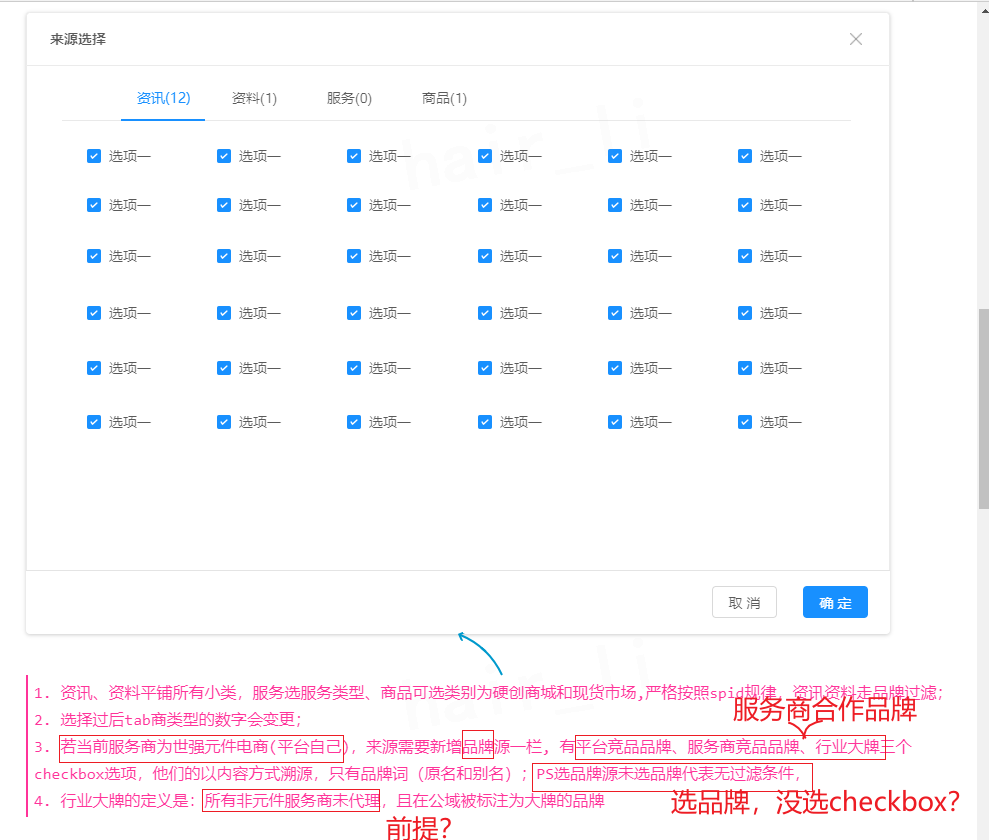 来源选择
资讯(12) 资料(1) 服务(0) 商品(1)
选项一 选项一 选项一 选项一 选项一 选项一
选项一 选项一 选项一 选项一 选项一 选项一
选项一 选项一 选项一 选项一 选项一 选项一
选项一 选项一 选项一 选项一 选项一 选项一
选项一 选项一 选项一 选项一 选项一 选项一
选项一 选项一 选项一 选项一 选项一 选项一
hair_li
取 消 确 定
1. 资讯、资料平铺所有小类，服务选服务类型、商品可选类别为硬创商城和现货市场,严格按照spid规律，资讯资料走品牌过滤；
服务商合作品牌
2. 选择过后tab商类型的数字会变更；
3. 若当前服务商为世强元件电商(平台自己)，来源需要新增品牌源一栏，有平台竞品品牌、服务商竞品品牌、行业大牌三个
checkbox选项，他们的以内容方式溯源，只有品牌词（原名和别名）；PS选品牌源未选品牌代表无过滤条件，
4. 行业大牌的定义是：所有非元件服务商未代理，且在公域被标注为大牌的品牌
选品牌，没选checkbox?
前提?